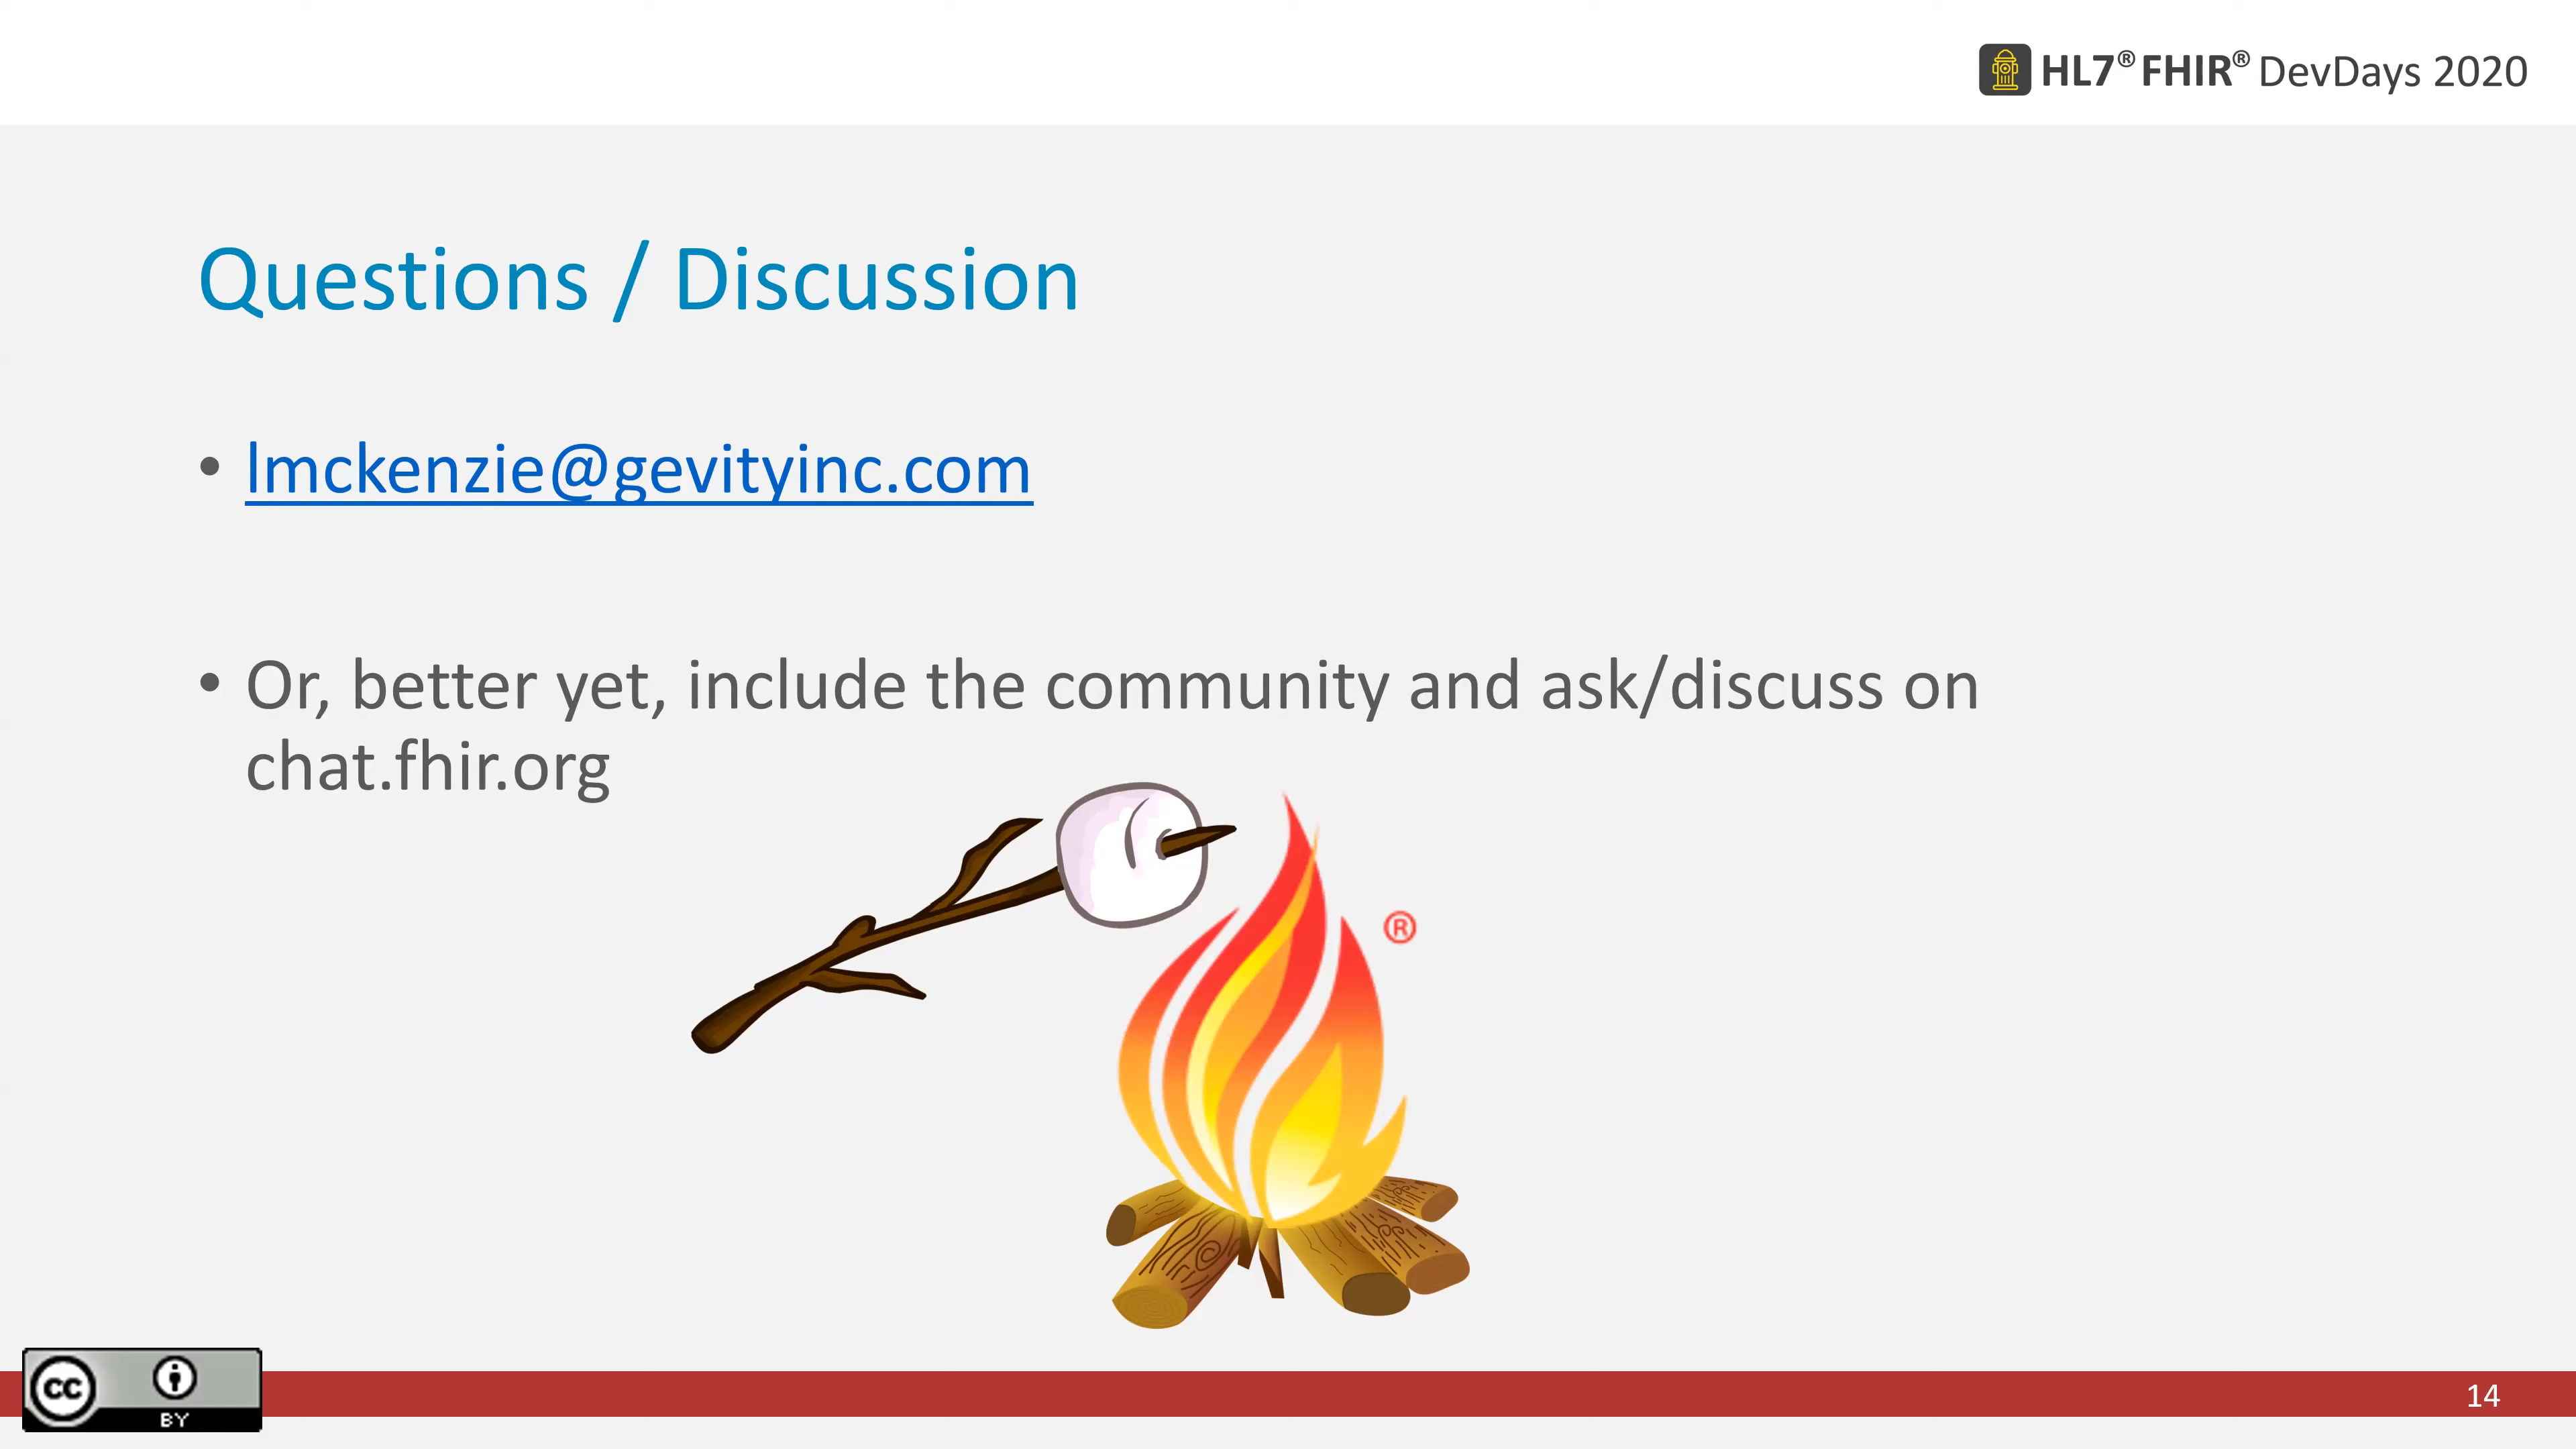 HL7® FHIR® DevDays 2020
Questions / Discussion
• lmckenzie@gevityinc.com
• Or, better yet, include the community and ask/discuss on
chat.fhir.org
®
cc
BY
14